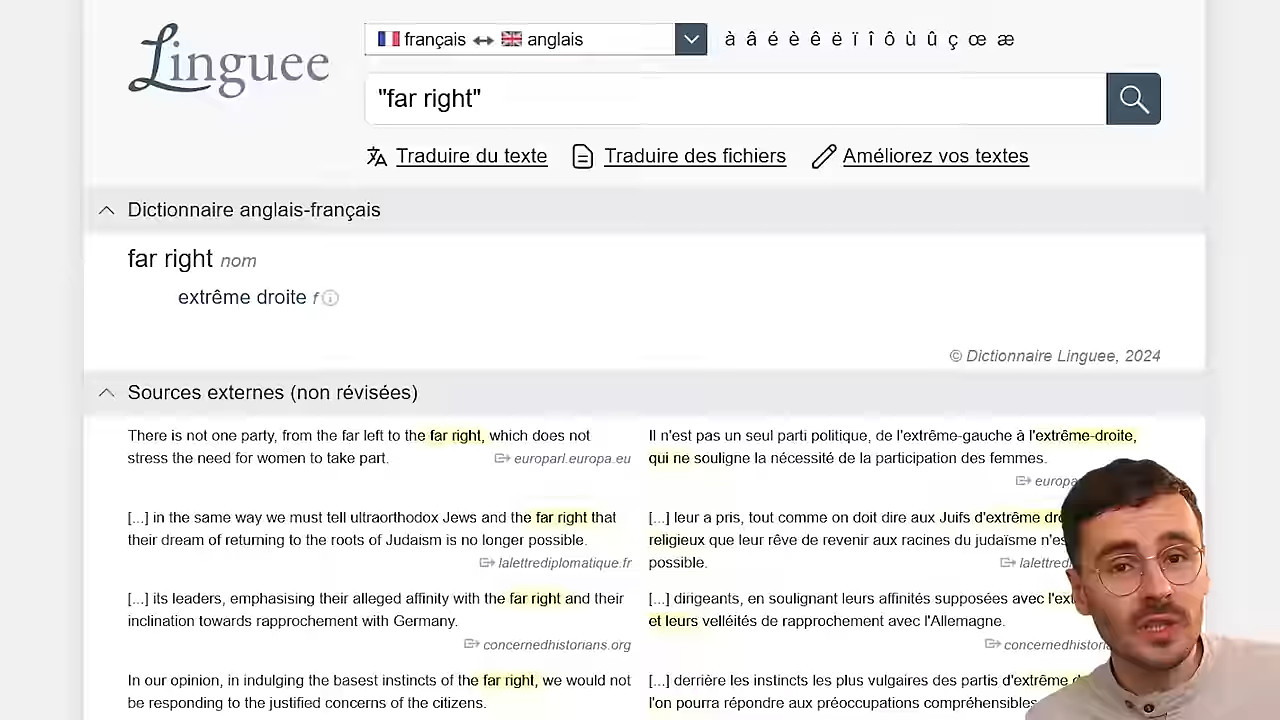 Linguee
français ↔ anglais
à â é è ê ë ï î ô ù û ç œ æ
"far right"
Traduire du texte
Traduire des fichiers
Améliorez vos textes
Dictionnaire anglais-français
far right nom
extrême droite f
© Dictionnaire Linguee, 2024
Sources externes (non révisées)
There is not one party, from the far left to the far right, which does not
stress the need for women to take part.
europarl.europa.eu
Il n'est pas un seul parti politique, de l'extrême-gauche à l'extrême-droite,
qui ne souligne la nécessité de la participation des femmes.
[...] in the same way we must tell ultraorthodox Jews and the far right that
their dream of returning to the roots of Judaism is no longer possible.
lalettrediplomatique.fr
[...] leur a pris, tout comme on doit dire aux Juifs d'extrême
religieux que leur rêve de revenir aux racines du judaïsme
possible.
[...] its leaders, emphasising their alleged affinity with the far right and their
inclination towards rapprochement with Germany.
concernedhistorians.org
[...] dirigeants, en soulignant leurs affinités supposées avec
et leurs velléités de rapprochement avec l'Allemagne.
In our opinion, in indulging the basest instincts of the far right, we would not
be responding to the justified concerns of the citizens.
[...] derrière les instincts les plus vulgaires des partis d'extrême
l'on pourra répondre aux préoccupations compréhensibles